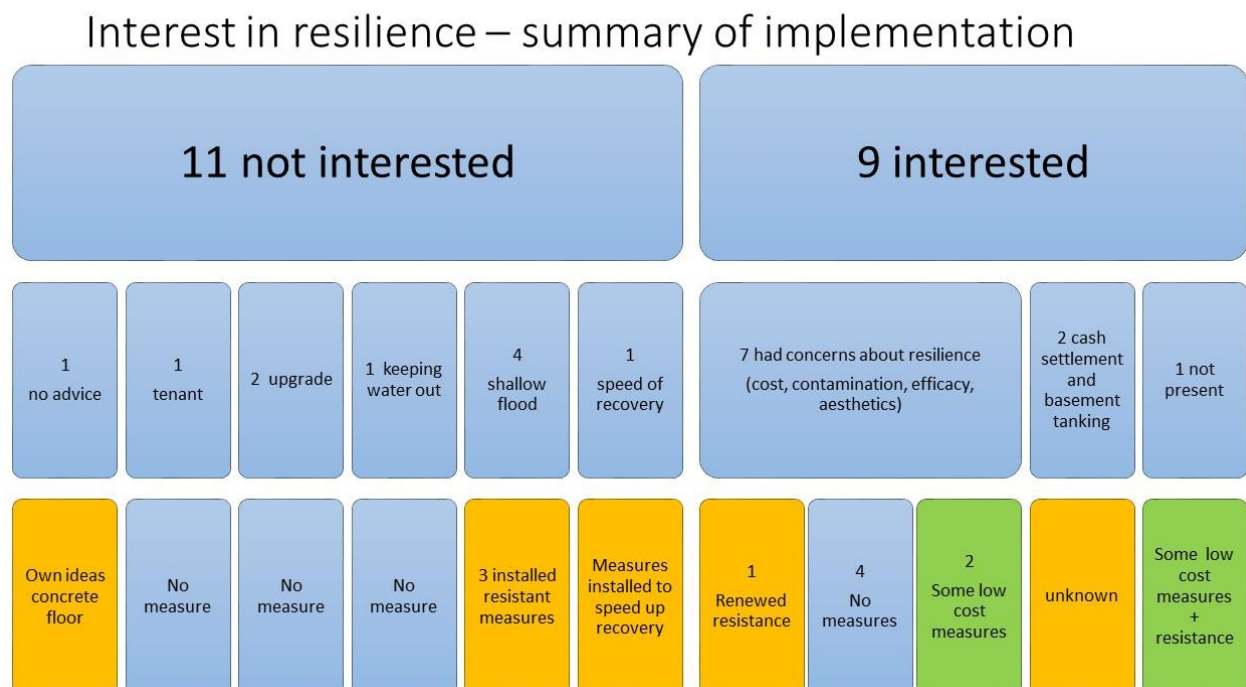 Interest in resilience – summary of implementation
11 not interested
9 interested
1
no advice
1
tenant
2 upgrade
1 keeping
water out
4
shallow
flood
1
speed of
recovery
7 had concerns about resilience
(cost, contamination, efficacy,
aesthetics)
2 cash
settlement
and
basement
tanking
1 not
present
Own ideas
concrete
floor
No
measure
No
measure
No
measure
3 installed
resistant
measures
Measures
installed to
speed up
recovery
1
Renewed
resistance
4
No
measures
2
Some low
cost
measures
unknown
Some low
cost
measures
+
resistance